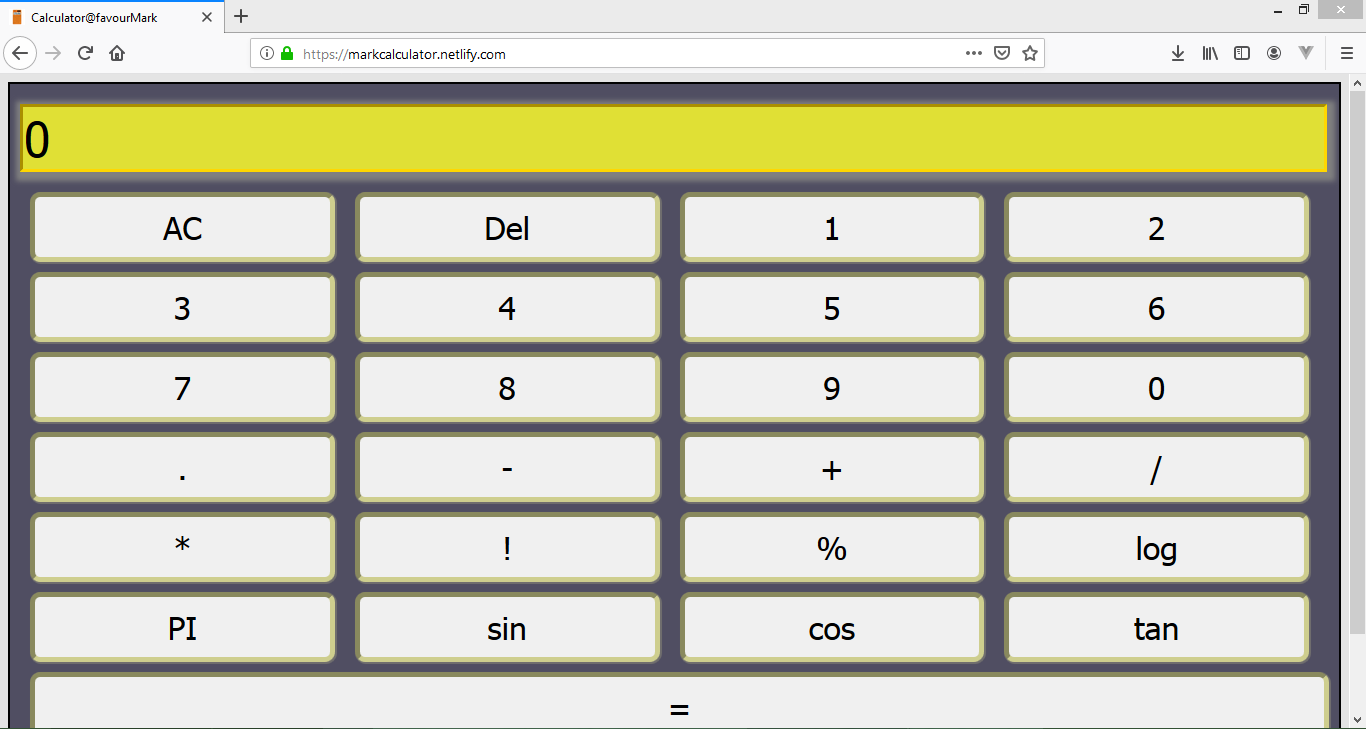 Calculator@favourMark
https://markcalculator.netlify.com
0
AC Del 1 2
3 4 5 6
7 8 9 0
. - + /
* ! % log
PI sin cos tan
=